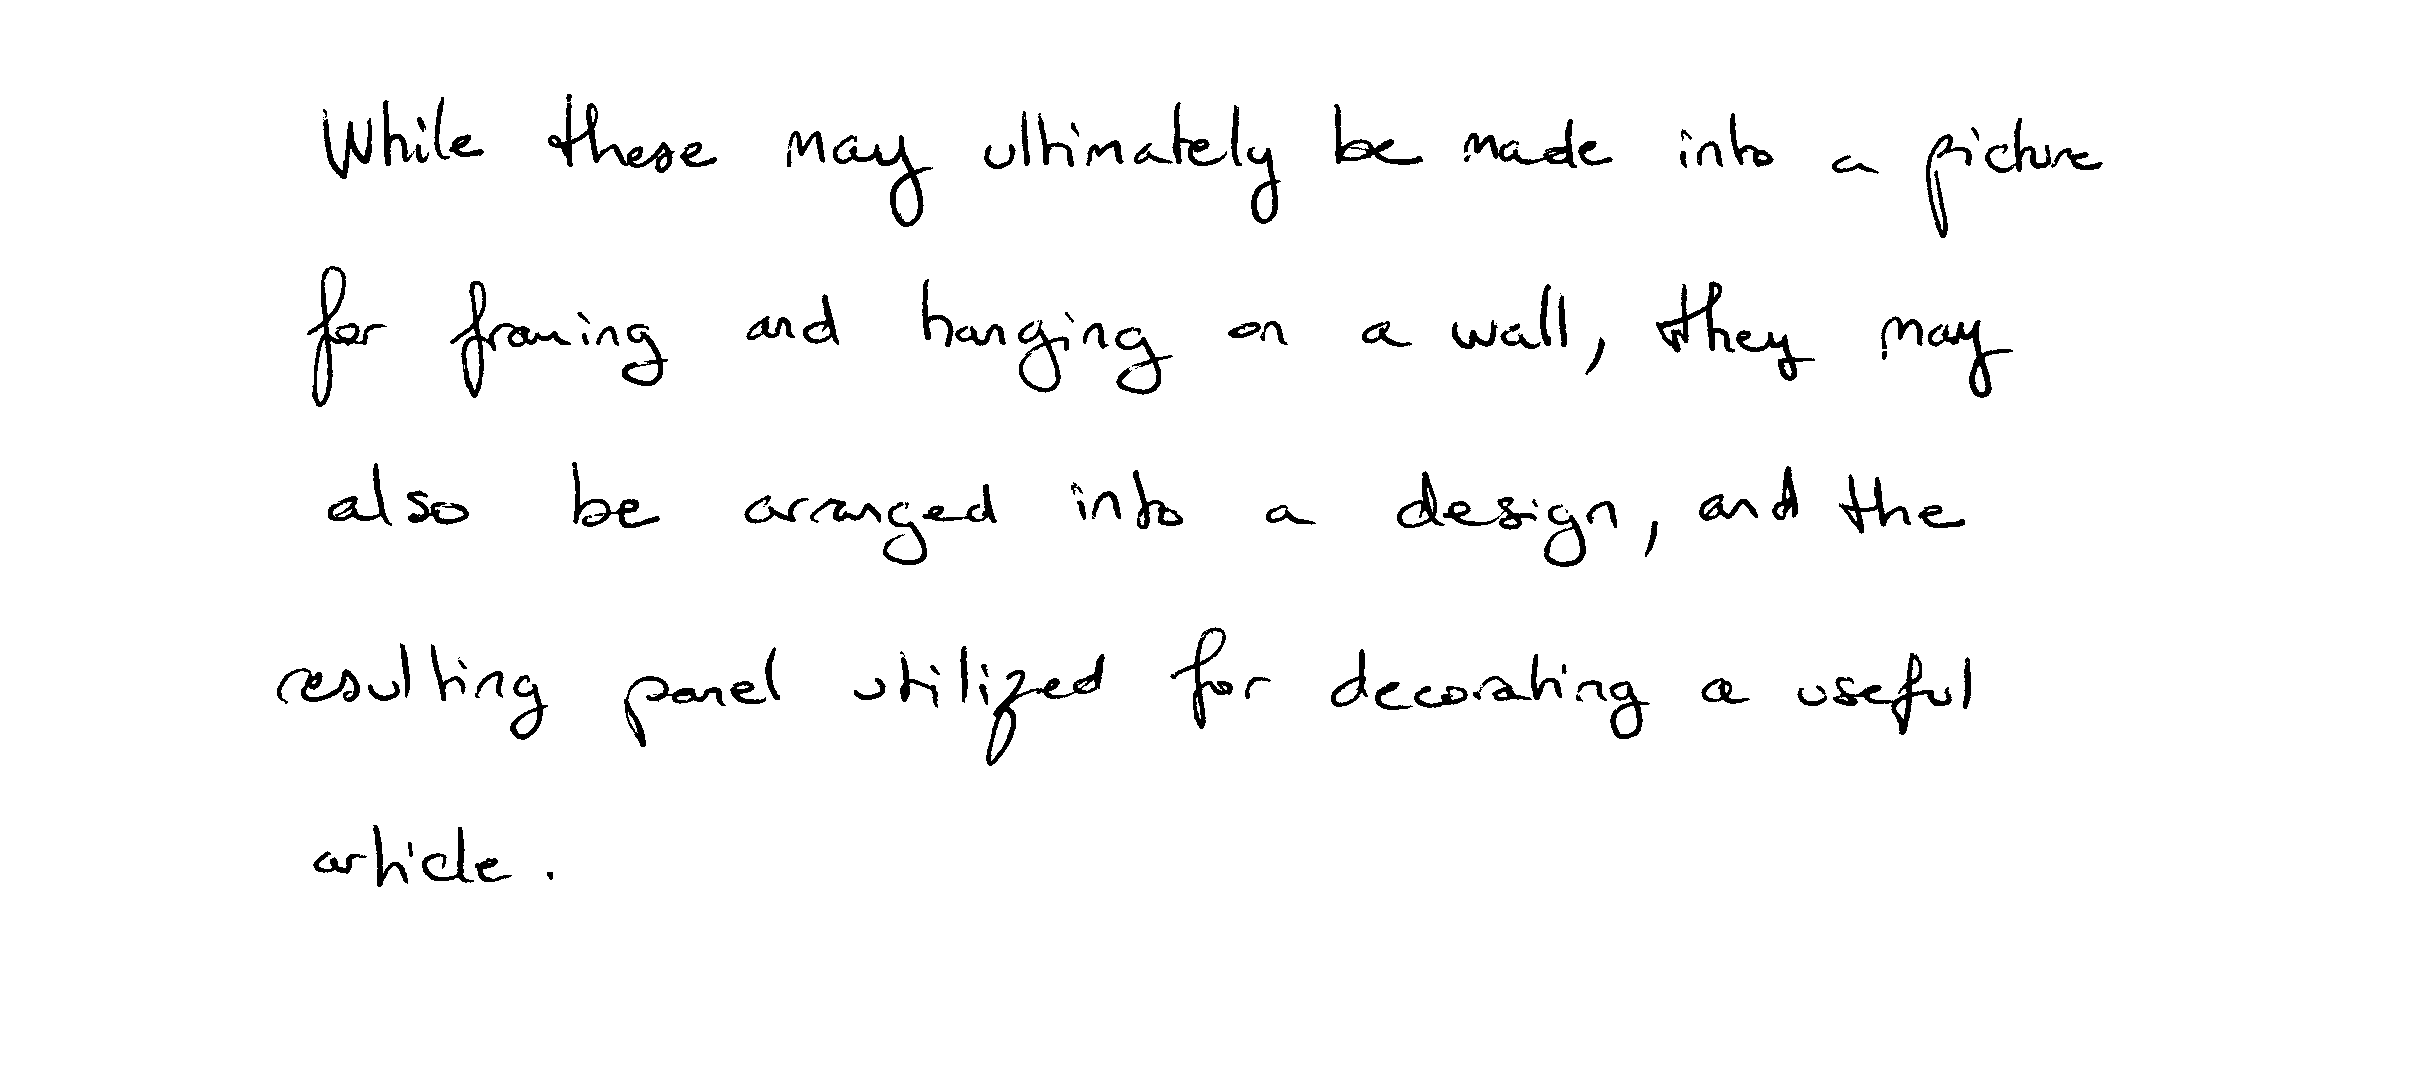 While these may ultimately be made into a picture
for framing and hanging on a wall, they may
also be arranged into a design, and the
resulting panel utilized for decorating a useful
article.